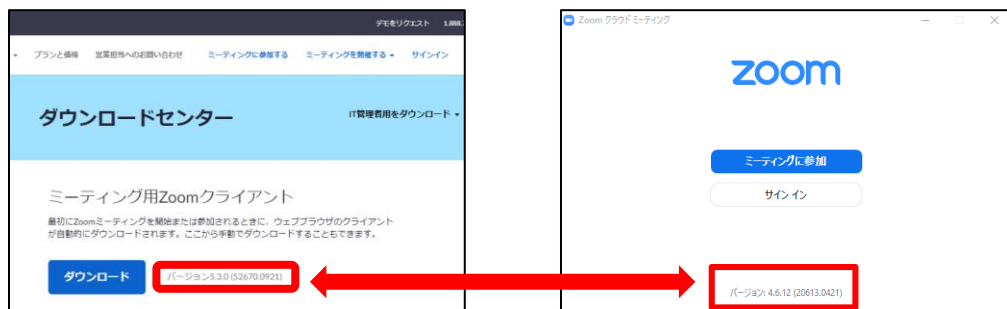 デモをリクエスト 1.888.
プランと価格 営業担当へのお問い合わせ ミーティングに参加する ミーティングを開催する サインイン
ダウンロードセンター
IT管理者用をダウンロード
ミーティング用Zoomクライアント
最初にZoomミーティングを開始または参加されるときに、ウェブブラウザのクライアント
が自動的にダウンロードされます。ここから手動でダウンロードすることもできます。
ダウンロード バージョン5.3.0 (52670.0921)
Zoom クラウド ミーティング
zoom
ミーティングに参加
サイン イン
バージョン: 4.6.12 (20613.0421)